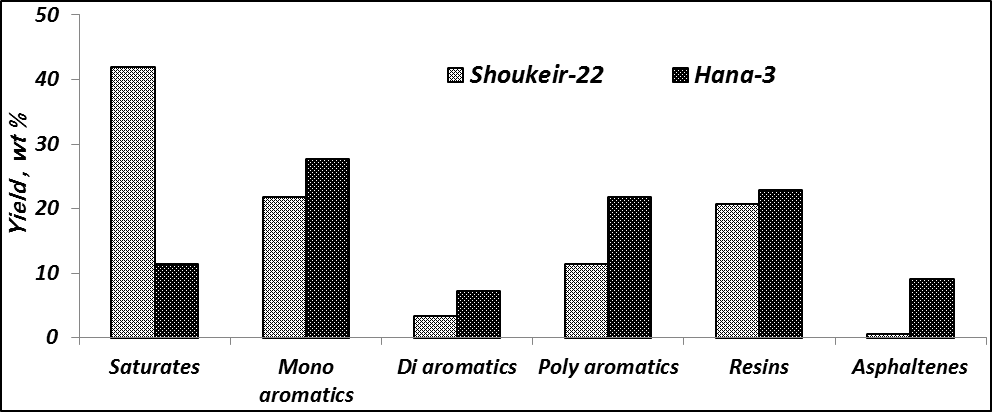 Yield, wt %
50
40
30
20
10
0
Shoukeir-22
Hana-3
Saturates
Mono
aromatics
Di aromatics
Poly aromatics
Resins
Asphaltenes